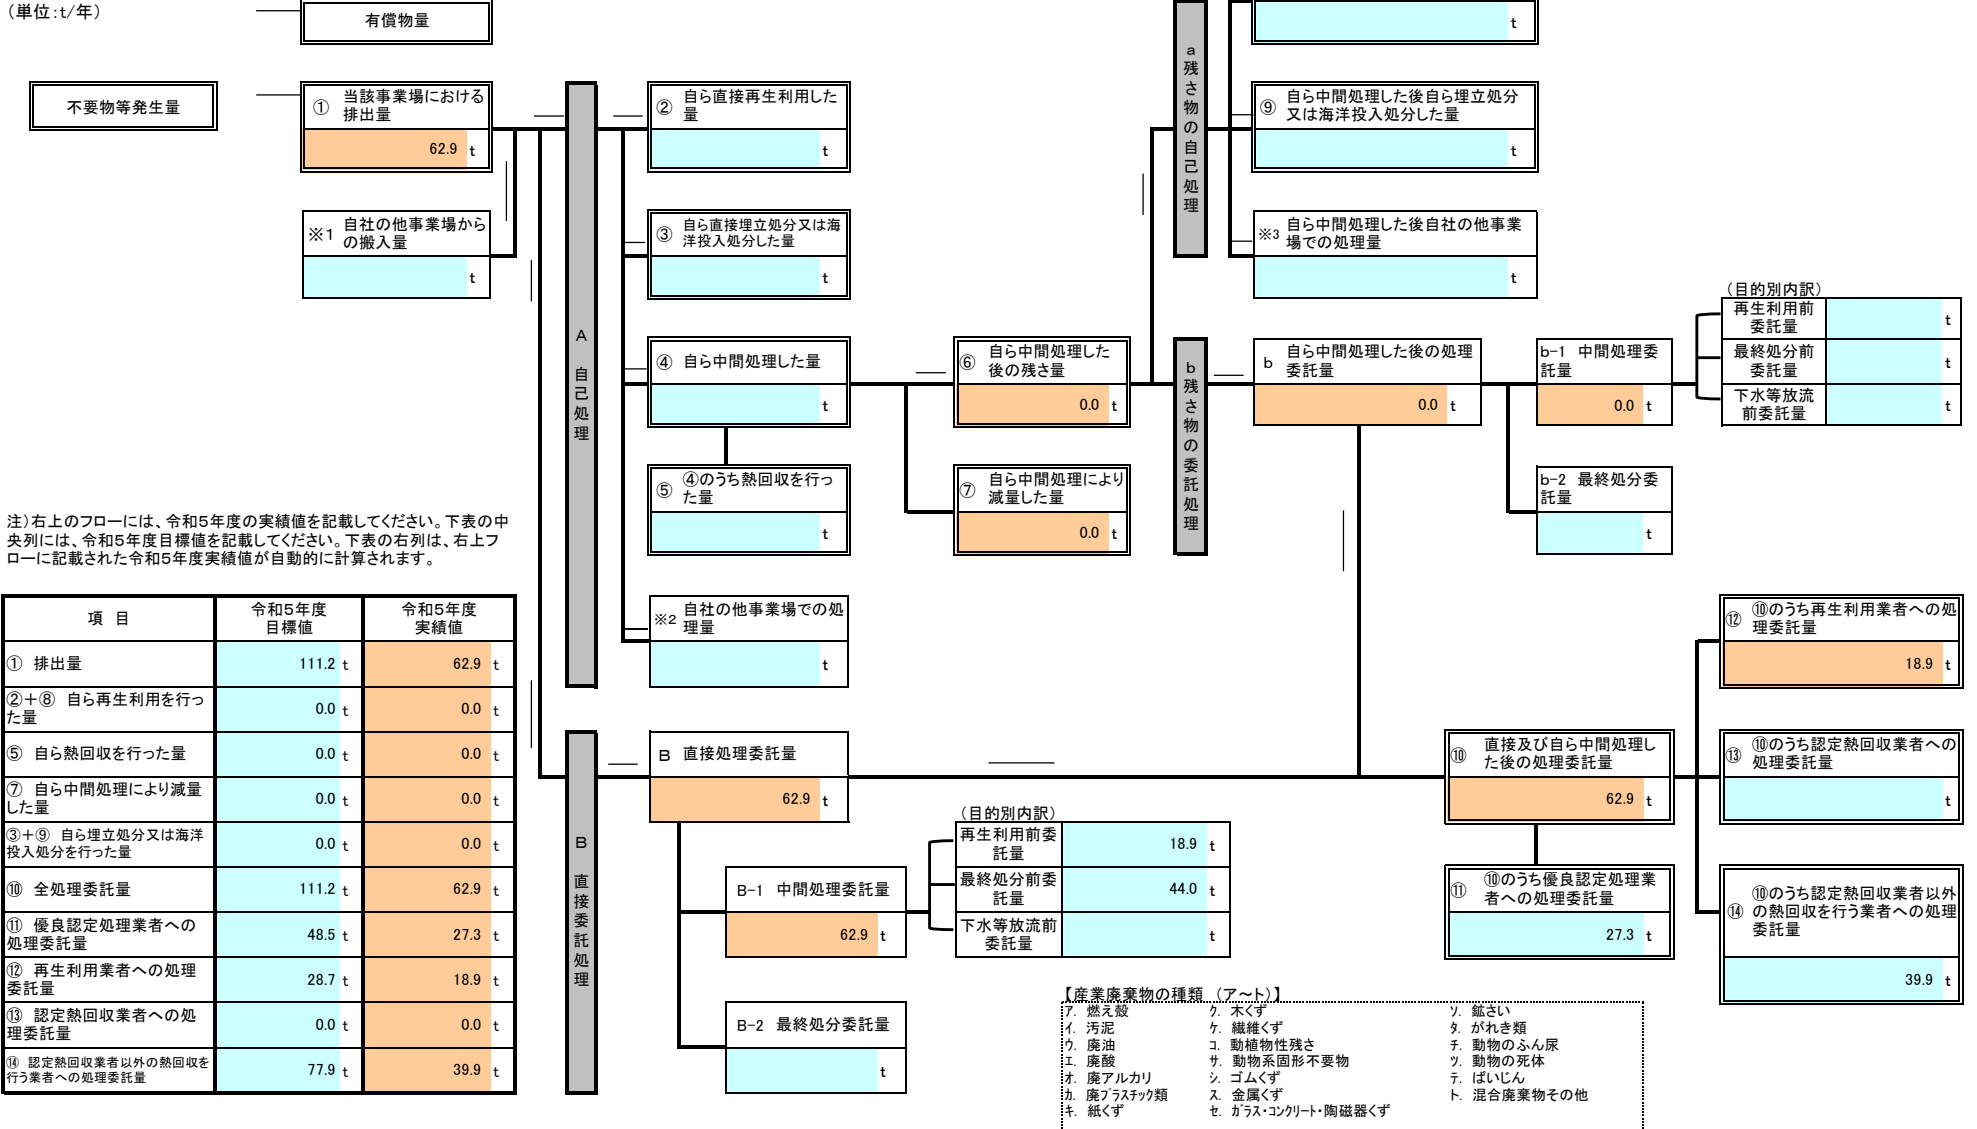 （単位：t/年）
有償物量
不要物等発生量
① 当該事業場における
排出量
62.9 t
※1 自社の他事業場から
の搬入量
t
A 自己処理
② 自ら直接再生利用した
量
t
③ 自ら直接埋立処分又は海
洋投入処分した量
t
④ 自ら中間処理した量
t
⑤ ④のうち熱回収を行っ
た量
t
※2 自社の他事業場での処
理量
t
⑥ 自ら中間処理した
後の残さ量
0.0 t
⑦ 自ら中間処理により
減量した量
0.0 t
a 残さ物の自己処理
t
⑨ 自ら中間処理した後自ら埋立処分
又は海洋投入処分した量
t
※3 自ら中間処理した後自社の他事業
場での処理量
t
b 残さ物の委託処理
b 自ら中間処理した後の処理
委託量
0.0 t
b-1 中間処理委
託量
0.0 t
b-2 最終処分委
託量
t
（目的別内訳）
再生利用前
委託量
t
最終処分前
委託量
t
下水等放流
前委託量
t
注）右上のフローには、令和5年度の実績値を記載してください。下表の中
央列には、令和5年度目標値を記載してください。下表の右列は、右上フ
ローに記載された令和5年度実績値が自動的に計算されます。
項 目 令和5年度
目標値 令和5年度
実績値
① 排出量 111.2 t 62.9 t
②＋⑧ 自ら再生利用を行っ
た量 0.0 t 0.0 t
⑤ 自ら熱回収を行った量 0.0 t 0.0 t
⑦ 自ら中間処理により減量
した量 0.0 t 0.0 t
③＋⑨ 自ら埋立処分又は海洋
投入処分を行った量 0.0 t 0.0 t
⑩ 全処理委託量 111.2 t 62.9 t
⑪ 優良認定処理業者への
処理委託量 48.5 t 27.3 t
⑫ 再生利用業者への処理
委託量 28.7 t 18.9 t
⑬ 認定熱回収業者への処
理委託量 0.0 t 0.0 t
⑭ 認定熱回収業者以外の熱回収を
行う業者への処理委託量 77.9 t 39.9 t
B 直接委託処理
B 直接処理委託量
62.9 t
B-1 中間処理委託量
62.9 t
B-2 最終処分委託量
t
（目的別内訳）
再生利用前委
託量
18.9 t
最終処分前委
託量
44.0 t
下水等放流前
委託量
t
⑩ 直接及び自ら中間処理し
た後の処理委託量
62.9 t
⑪ ⑩のうち優良認定処理業
者への処理委託量
27.3 t
⑫ ⑩のうち再生利用業者への処
理委託量
18.9 t
⑬ ⑩のうち認定熱回収業者への
処理委託量
t
⑭ ⑩のうち認定熱回収業者以外
の熱回収を行う業者への処理
委託量
39.9 t
【産業廃棄物の種類 （ア～ト）】
ア. 燃え殻
イ. 汚泥
ウ. 廃油
エ. 廃酸
オ. 廃アルカリ
カ. 廃プラスチック類
キ. 紙くず
ク. 木くず
ケ. 繊維くず
コ. 動植物性残さ
サ. 動物系固形不要物
シ. ゴムくず
ス. 金属くず
セ. ガラス・コンクリート・陶磁器くず
ソ. 鉱さい
タ. がれき類
チ. 動物のふん尿
ツ. 動物の死体
テ. ばいじん
ト. 混合廃棄物その他